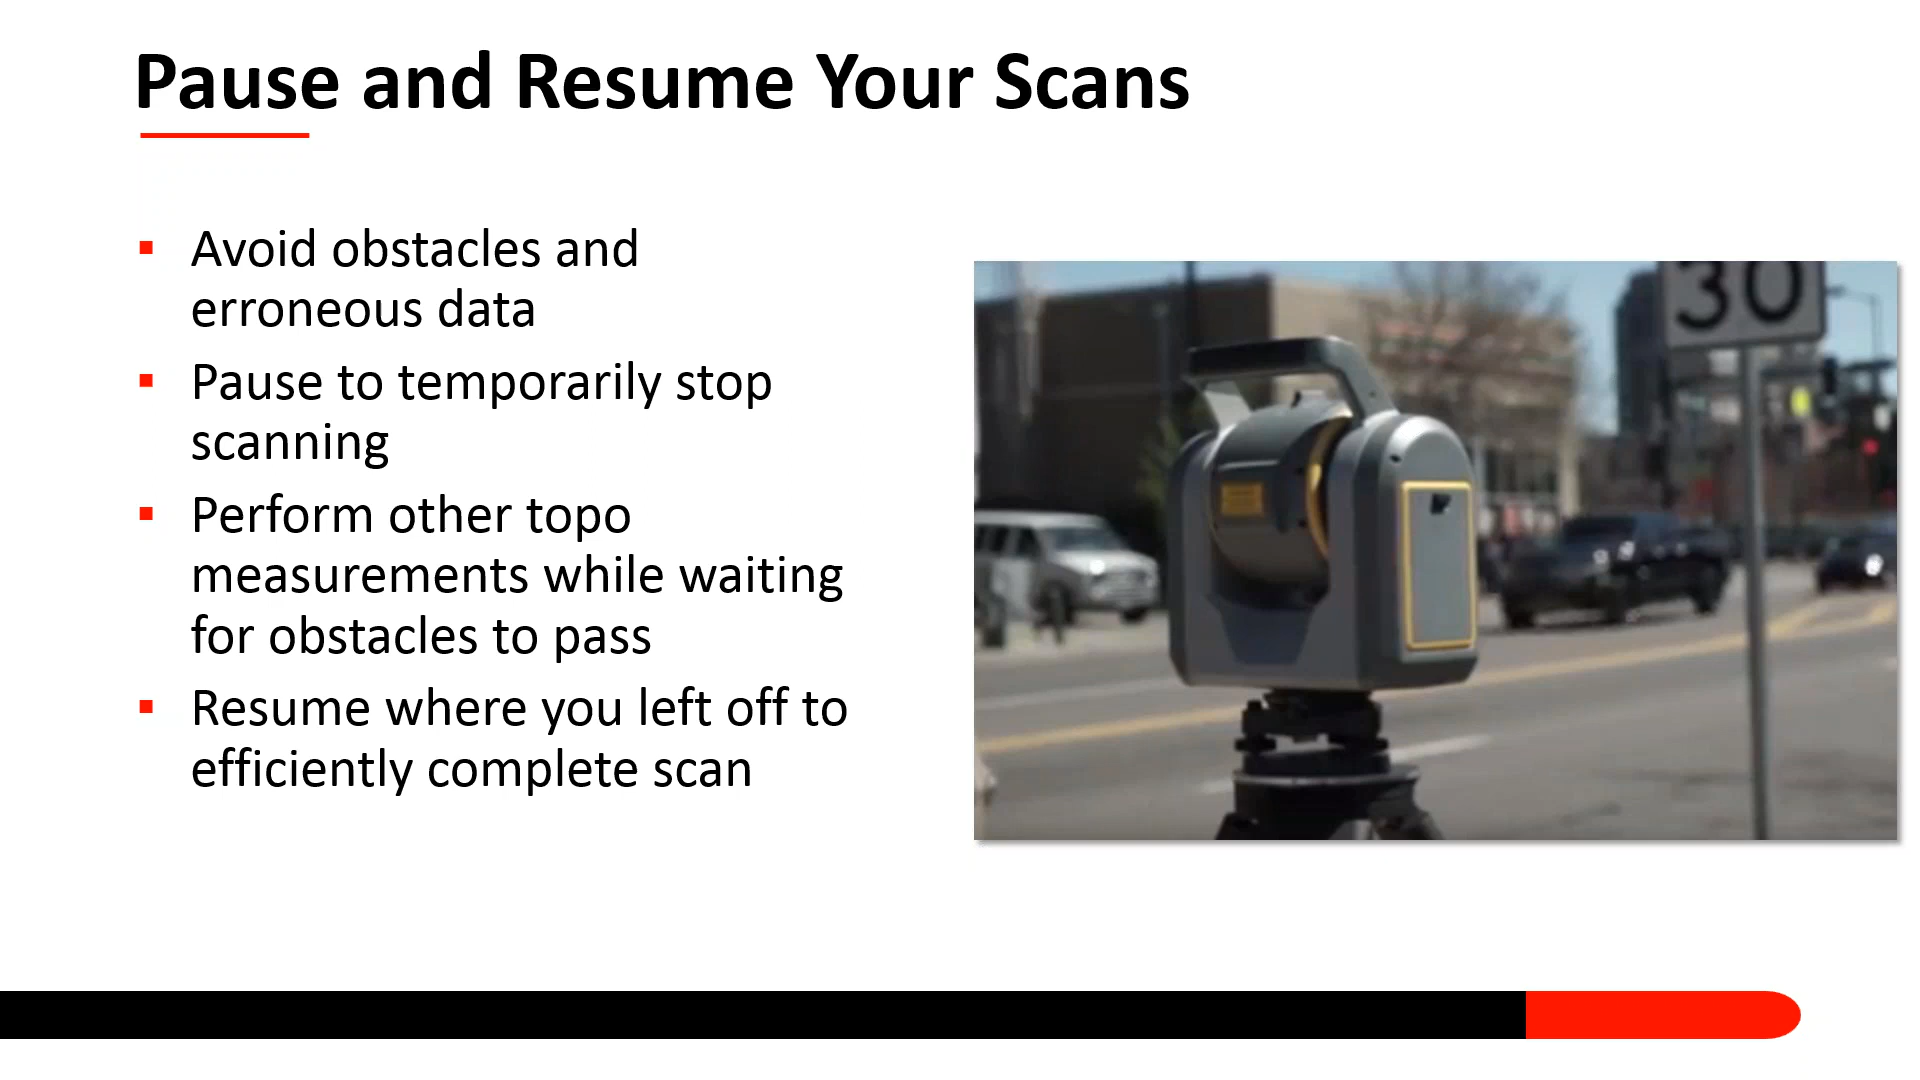 Pause and Resume Your Scans
Avoid obstacles and
erroneous data
Pause to temporarily stop
scanning
Perform other topo
measurements while waiting
for obstacles to pass
Resume where you left off to
efficiently complete scan
30